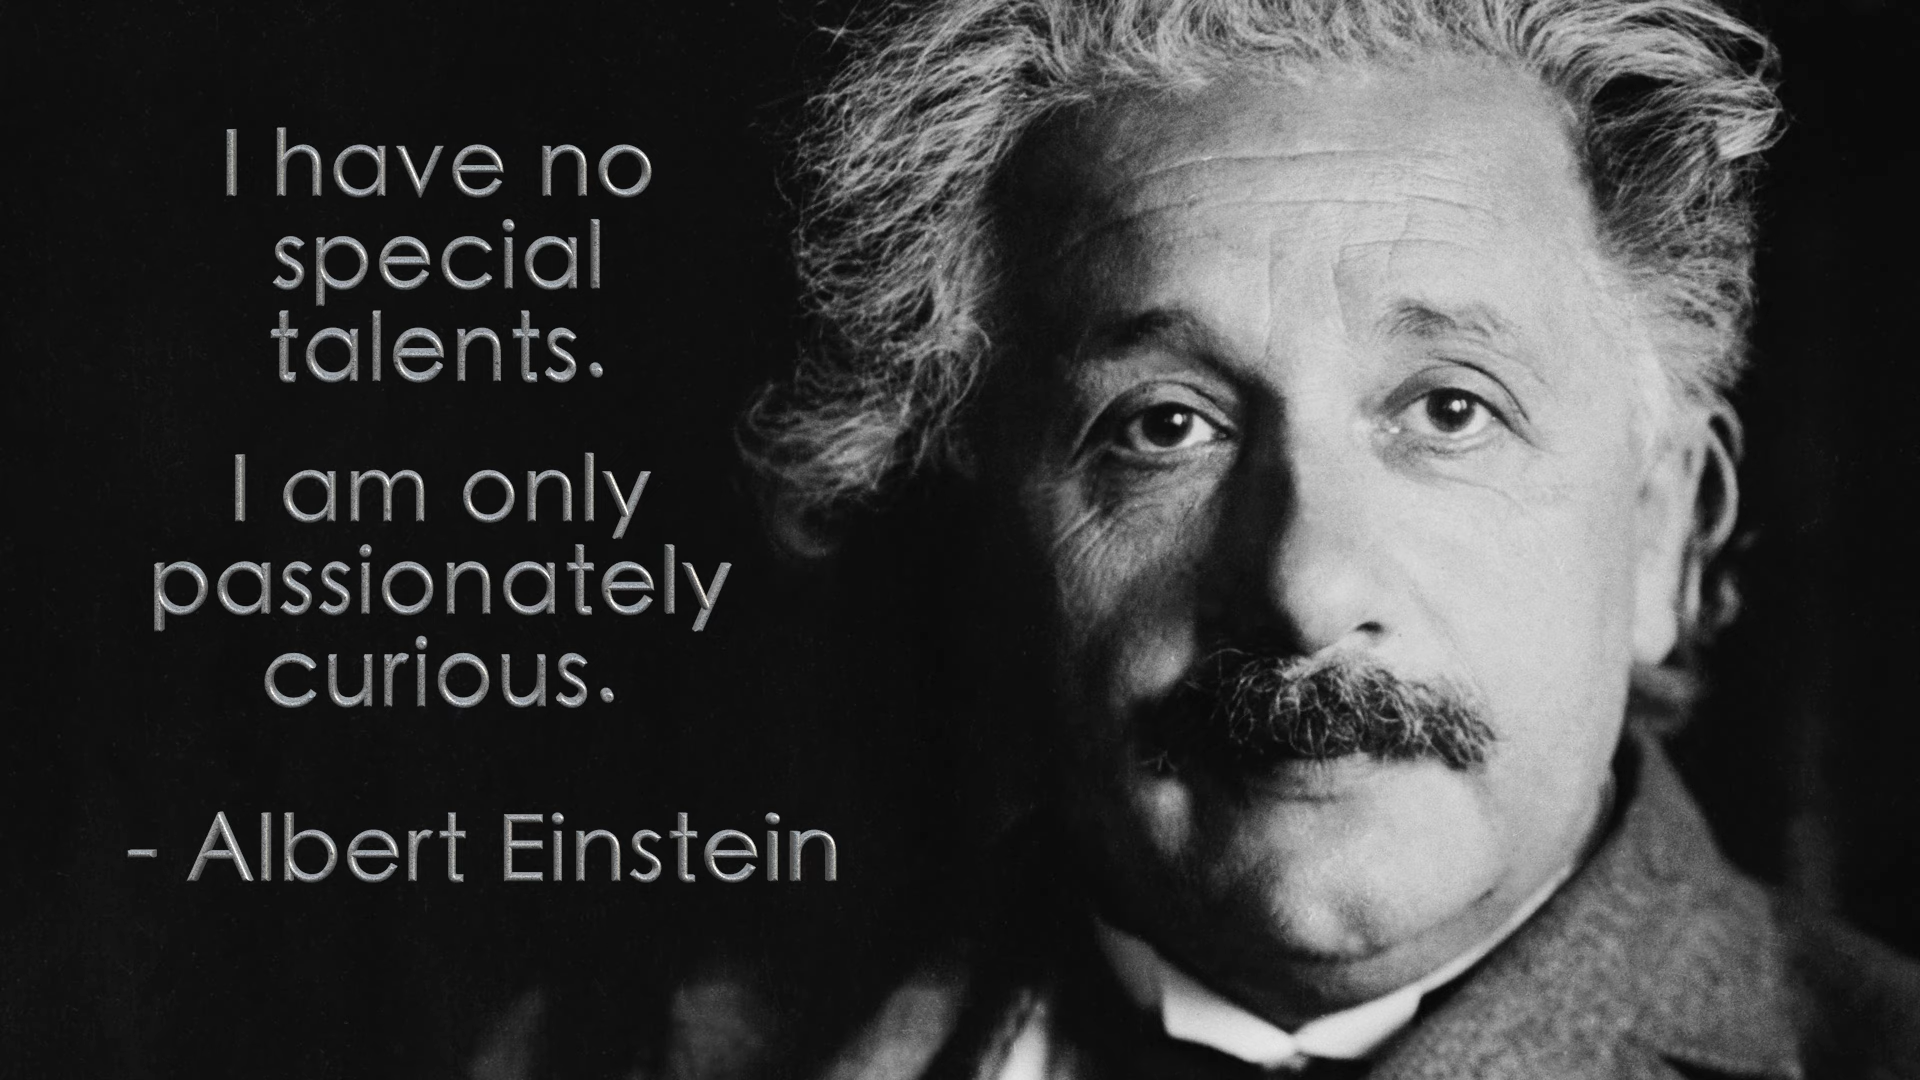 I have no
special
talents.
I am only
passionately
curious.
- Albert Einstein